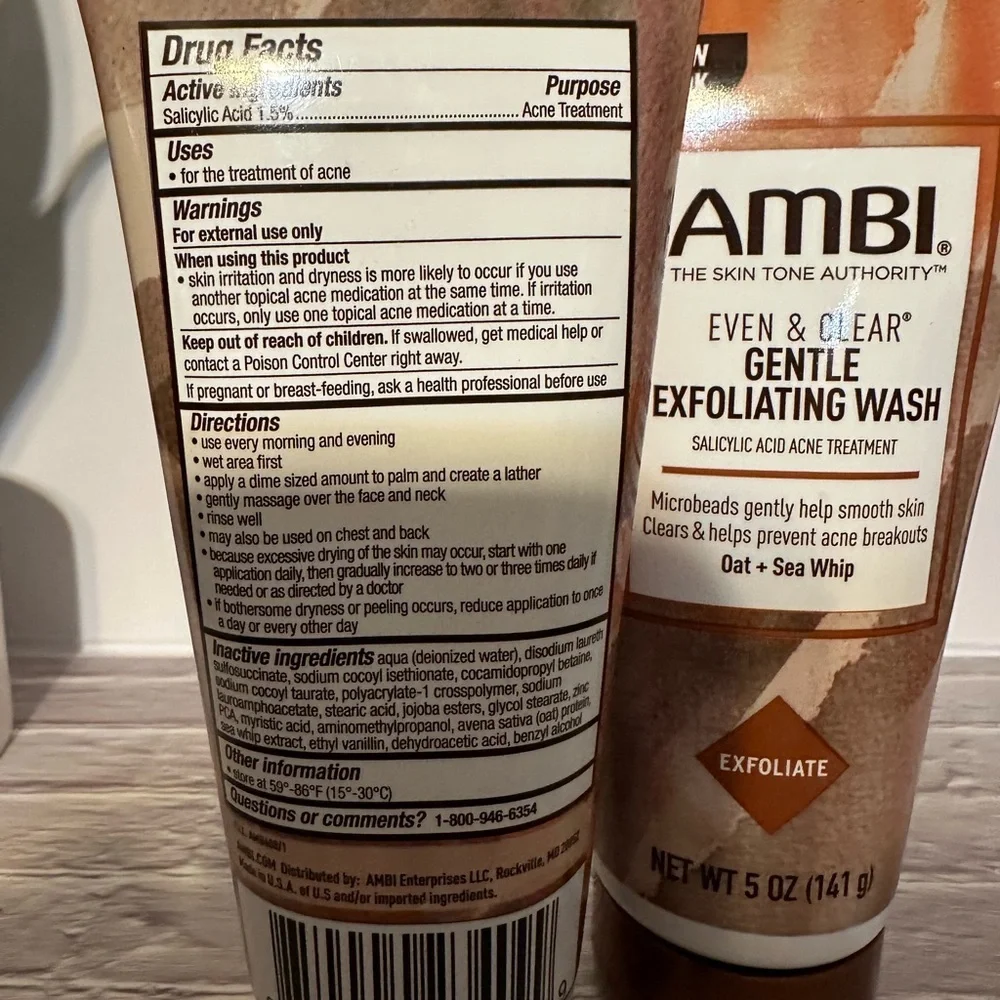 Drug Facts
Active ingredients Purpose
Salicylic Acid 1.5%.......................................................... Acne Treatment
Uses
• for the treatment of acne
Warnings
For external use only
When using this product
• skin irritation and dryness is more likely to occur if you use
another topical acne medication at the same time. If irritation
occurs, only use one topical acne medication at a time.
Keep out of reach of children. If swallowed, get medical help or
contact a Poison Control Center right away.
If pregnant or breast-feeding, ask a health professional before use
Directions
• use every morning and evening
• wet area first
• apply a dime sized amount to palm and create a lather
• gently massage over the face and neck
• rinse well
• may also be used on chest and back
• because excessive drying of the skin may occur, start with one
application daily, then gradually increase to two or three times daily if
needed or as directed by a doctor
• if bothersome dryness or peeling occurs, reduce application to once
a day or every other day
Inactive ingredients aqua (deionized water), disodium laureth
sulfosuccinate, sodium cocoyl isethionate, cocamidopropyl betaine,
sodium cocoyl taurate, polyacrylate-1 crosspolymer, sodium
lauroamphoacetate, stearic acid, jojoba esters, glycol stearate, zinc
PCA, myristic acid, aminomethylpropanol, avena sativa (oat) protein,
sea whip extract, ethyl vanillin, dehydroacetic acid, benzyl alcohol
Other information
• store at 59°-86°F (15°-30°C)
Questions or comments? 1-800-946-6354
AMBI.COM Distributed by: AMBI Enterprises LLC, Rockville, MD
Made in U.S.A. of U.S and/or imported ingredients.
AMBI®
THE SKIN TONE AUTHORITY™
EVEN & CLEAR®
GENTLE
EXFOLIATING WASH
SALICYLIC ACID ACNE TREATMENT
Microbeads gently help smooth skin
Clears & helps prevent acne breakouts
Oat + Sea Whip
EXFOLIATE
NET WT 5 OZ (141 g)